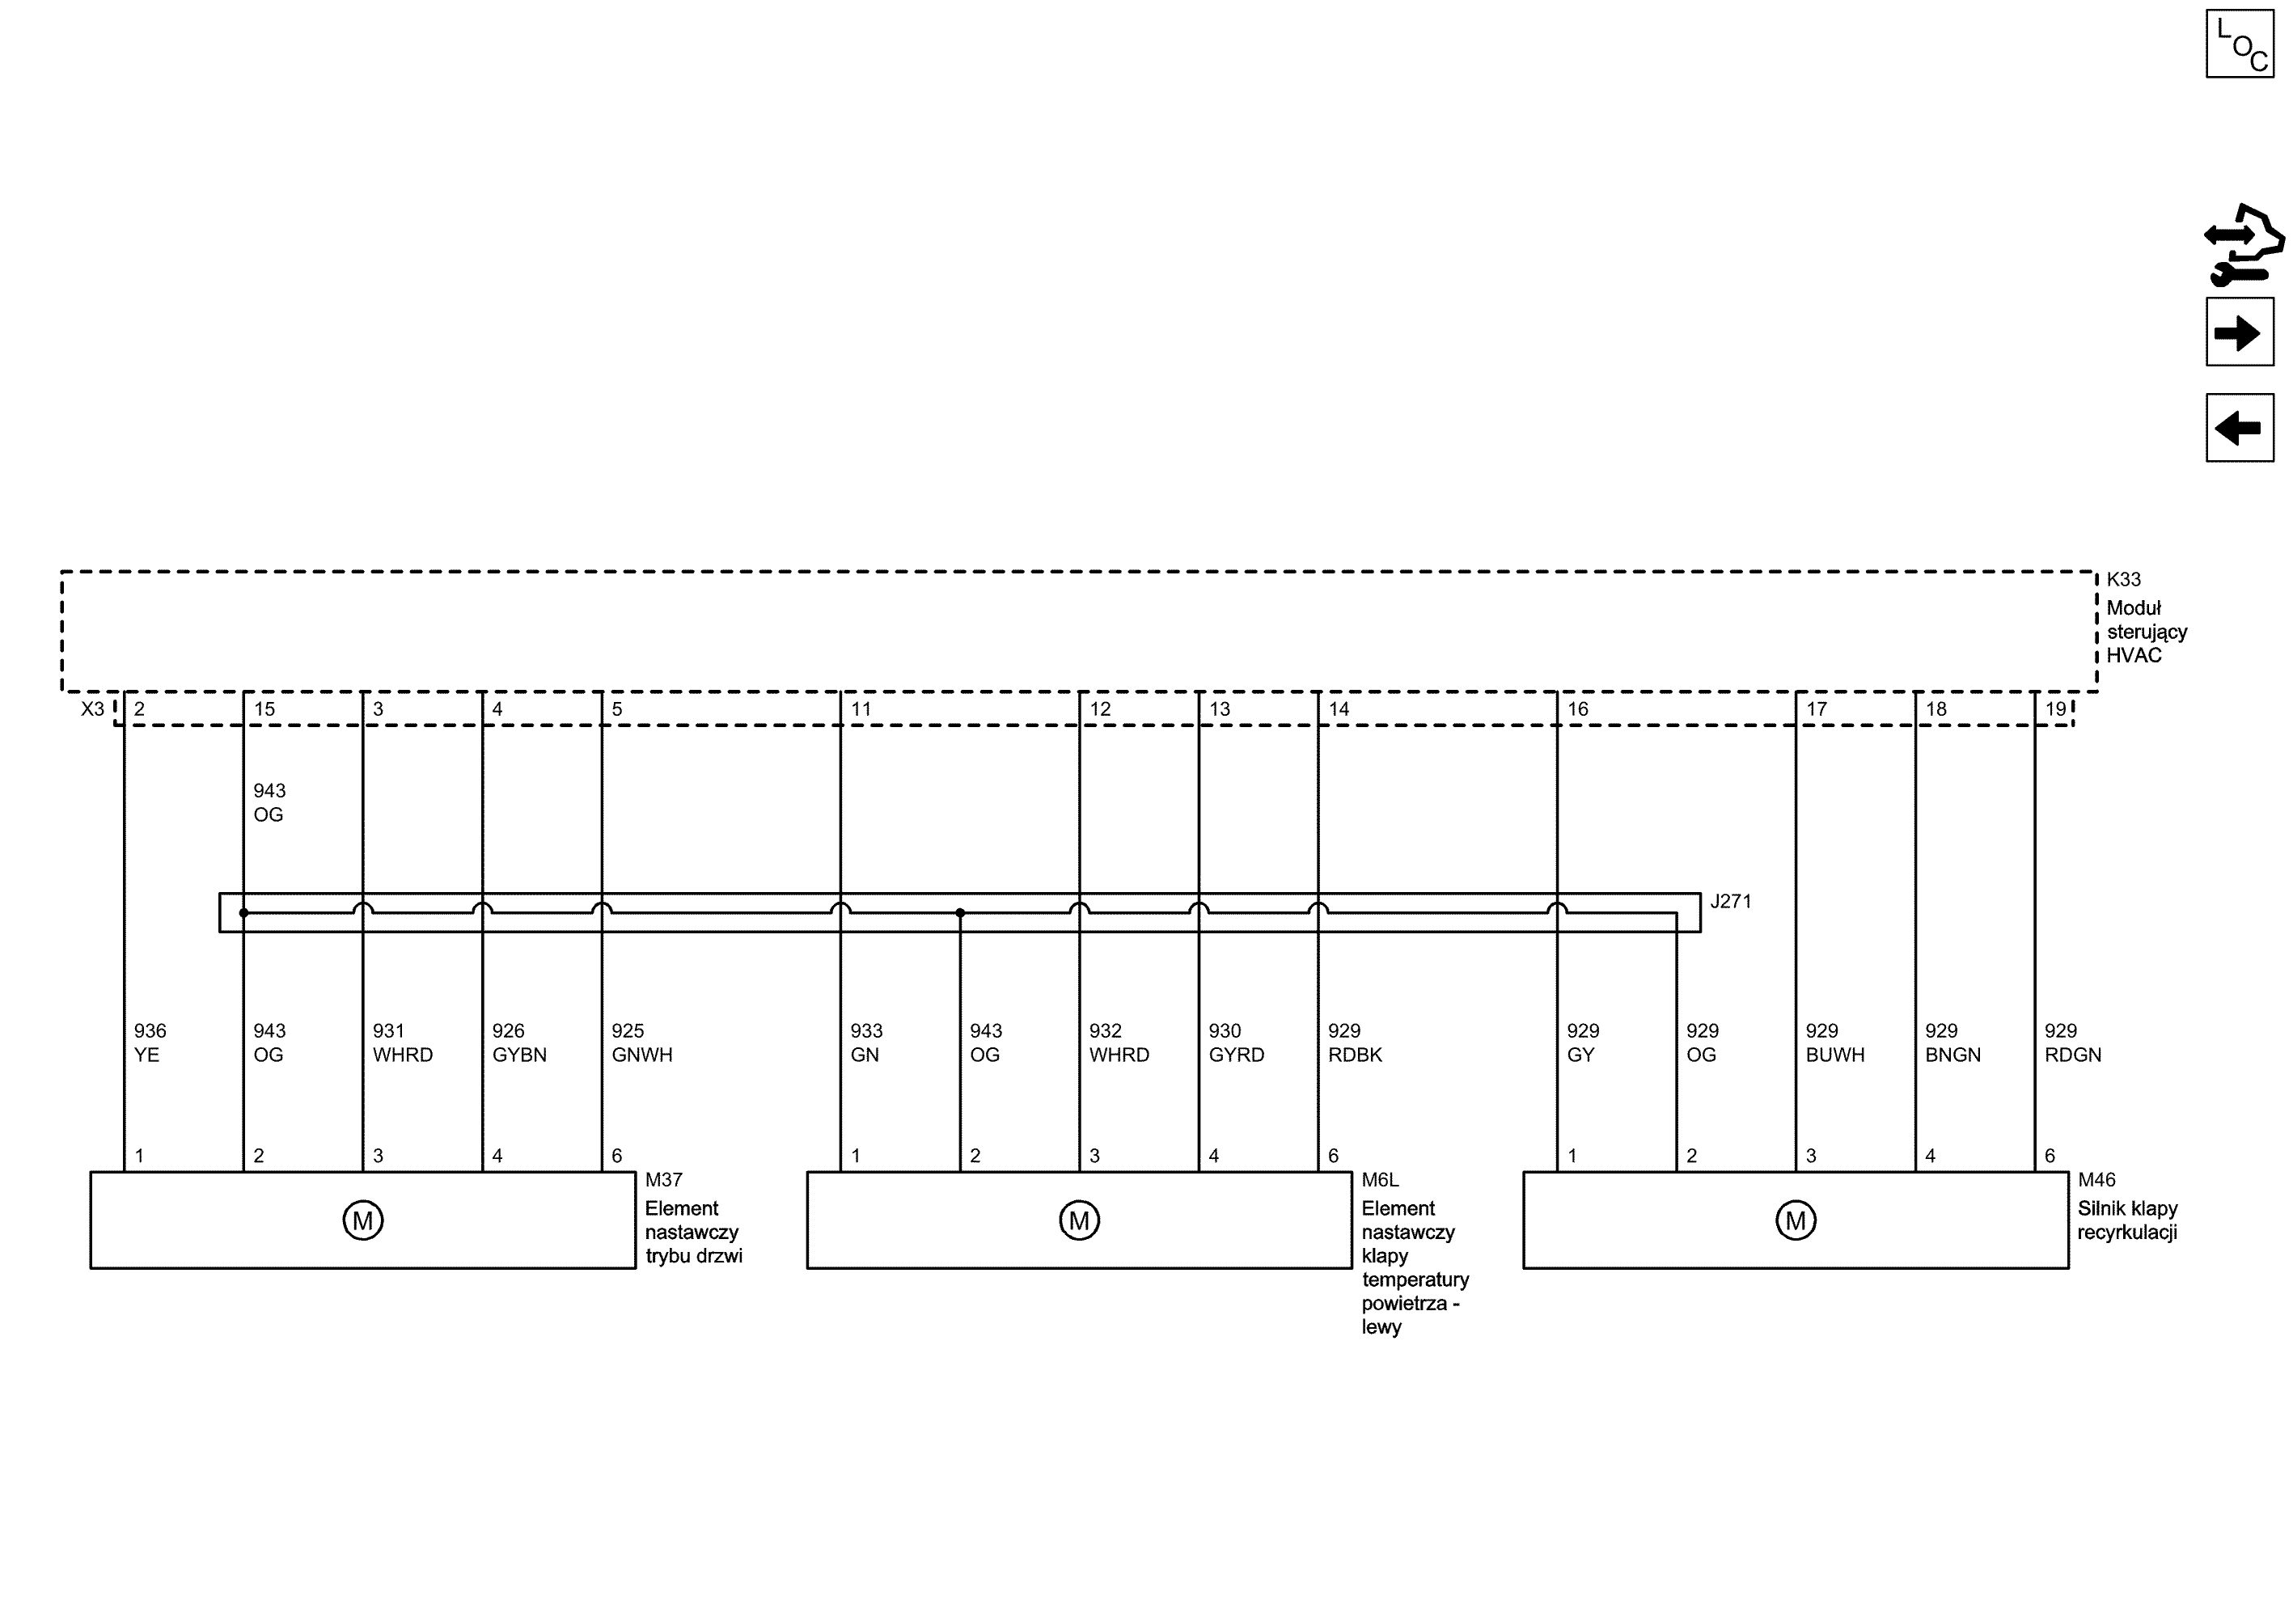 LOC
K33
Moduł
sterujący
HVAC
X3 2 15 3 4 5 11 12 13 14 16 17 18 19
943
OG
J271
936 943 931 926 925 933 943 932 930 929 929 929 929 929 929
YE OG WHRD GYBN GNWH GN OG WHRD GYRD RDBK GY OG BUWH BNGN RDGN
1 2 3 4 6 1 2 3 4 6 1 2 3 4 6
M37
Element
nastawczy
trybu drzwi
M
M6L
Element
nastawczy
klapy
temperatury
powietrza -
lewy
M
M46
Silnik klapy
recyrkulacji
M